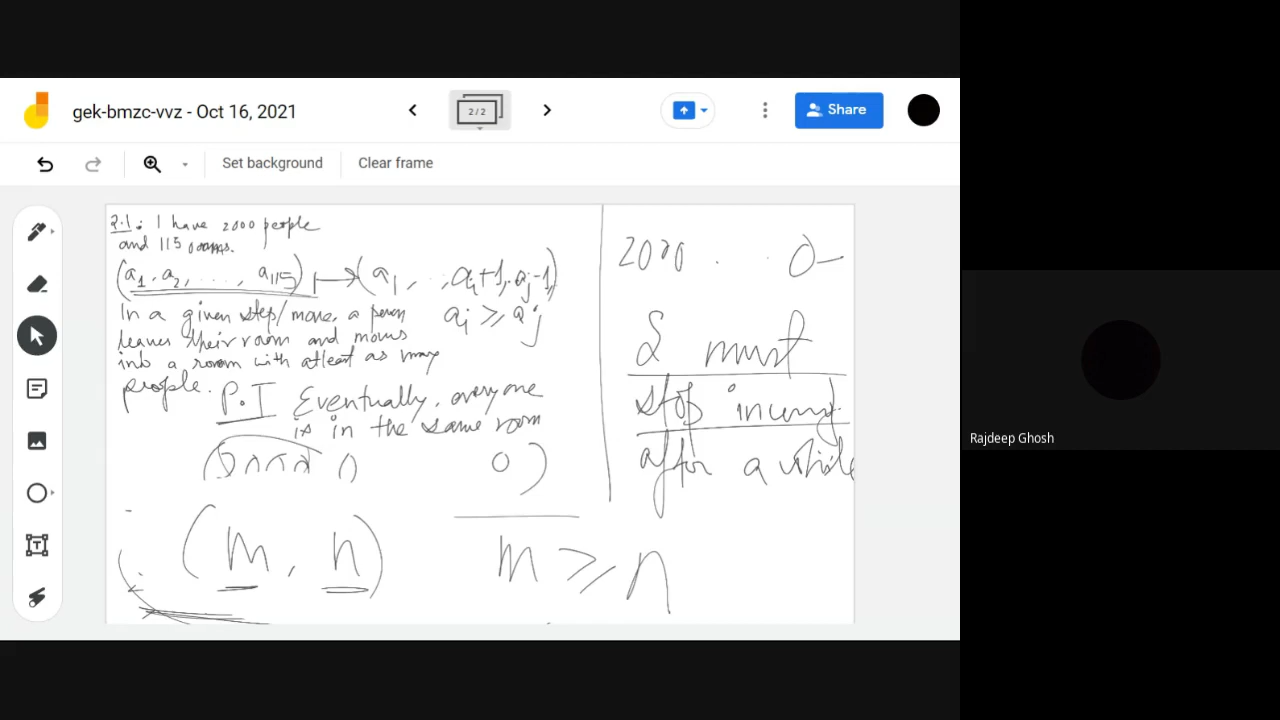 gek-bmzc-vvz - Oct 16, 2021
2 / 2
Share
Set background
Clear frame
Q.1: I have 2000 people
and 115 rooms.
(a1, a2, ..., a115) ↦ (a1, ..., ai+1, aj-1)
In a given step/move, a person
leaves their room and moves
into a room with atleast as many
people.
ai ≥ aj
P.T Eventually, everyone
is in the same room
0 )
(m, n) m ≥ n
must
stop
after a while
Rajdeep Ghosh